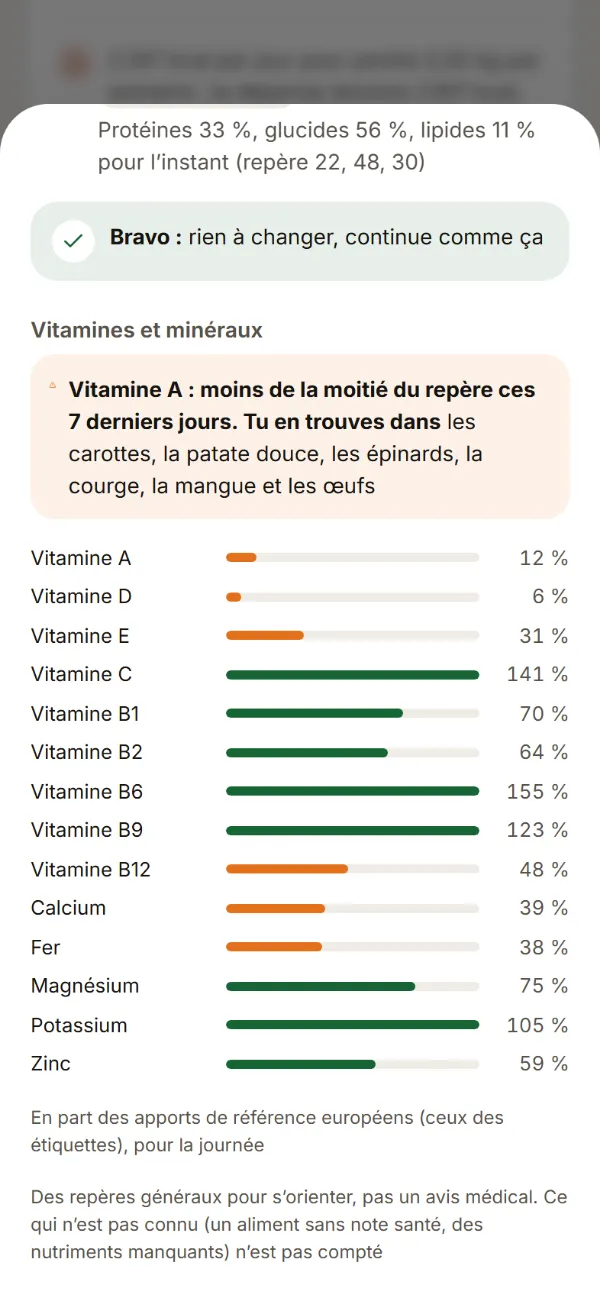 Protéines 33 %, glucides 56 %, lipides 11 %
pour l’instant (repère 22, 48, 30)
Bravo : rien à changer, continue comme ça
Vitamines et minéraux
Vitamine A : moins de la moitié du repère ces
7 derniers jours. Tu en trouves dans les
carottes, la patate douce, les épinards, la
courge, la mangue et les œufs
Vitamine A 12 %
Vitamine D 6 %
Vitamine E 31 %
Vitamine C 141 %
Vitamine B1 70 %
Vitamine B2 64 %
Vitamine B6 155 %
Vitamine B9 123 %
Vitamine B12 48 %
Calcium 39 %
Fer 38 %
Magnésium 75 %
Potassium 105 %
Zinc 59 %
En part des apports de référence européens (ceux des
étiquettes), pour la journée
Des repères généraux pour s’orienter, pas un avis médical. Ce
qui n’est pas connu (un aliment sans note santé, des
nutriments manquants) n’est pas compté